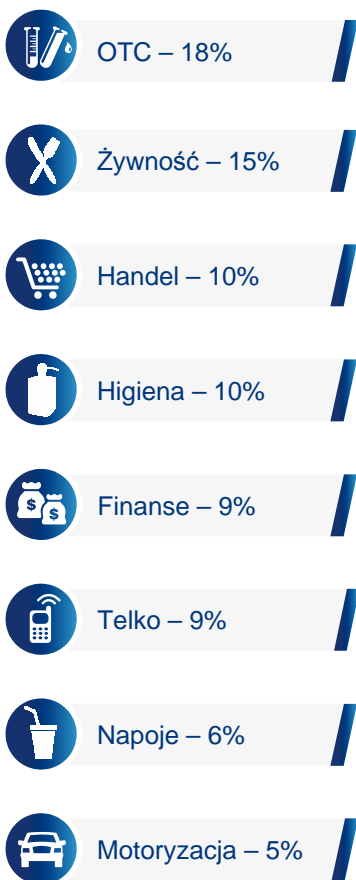 OTC – 18%
Żywność – 15%
Handel – 10%
Higiena – 10%
Finanse – 9%
Telko – 9%
Napoje – 6%
Motoryzacja – 5%